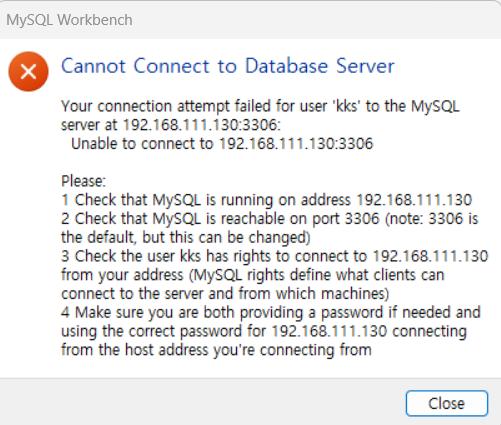 MySQL Workbench
Cannot Connect to Database Server
Your connection attempt failed for user 'kks' to the MySQL
server at 192.168.111.130:3306:
Unable to connect to 192.168.111.130:3306
Please:
1 Check that MySQL is running on address 192.168.111.130
2 Check that MySQL is reachable on port 3306 (note: 3306 is
the default, but this can be changed)
3 Check the user kks has rights to connect to 192.168.111.130
from your address (MySQL rights define what clients can
connect to the server and from which machines)
4 Make sure you are both providing a password if needed and
using the correct password for 192.168.111.130 connecting
from the host address you're connecting from
Close